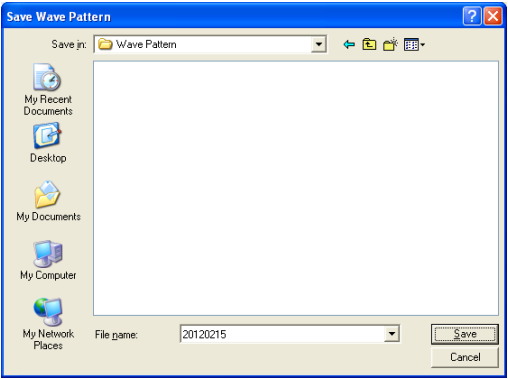 Save Wave Pattern
Save in: Wave Pattern
My Recent
Documents
Desktop
My Documents
My Computer
My Network
Places
File name: 20120215
Save
Cancel